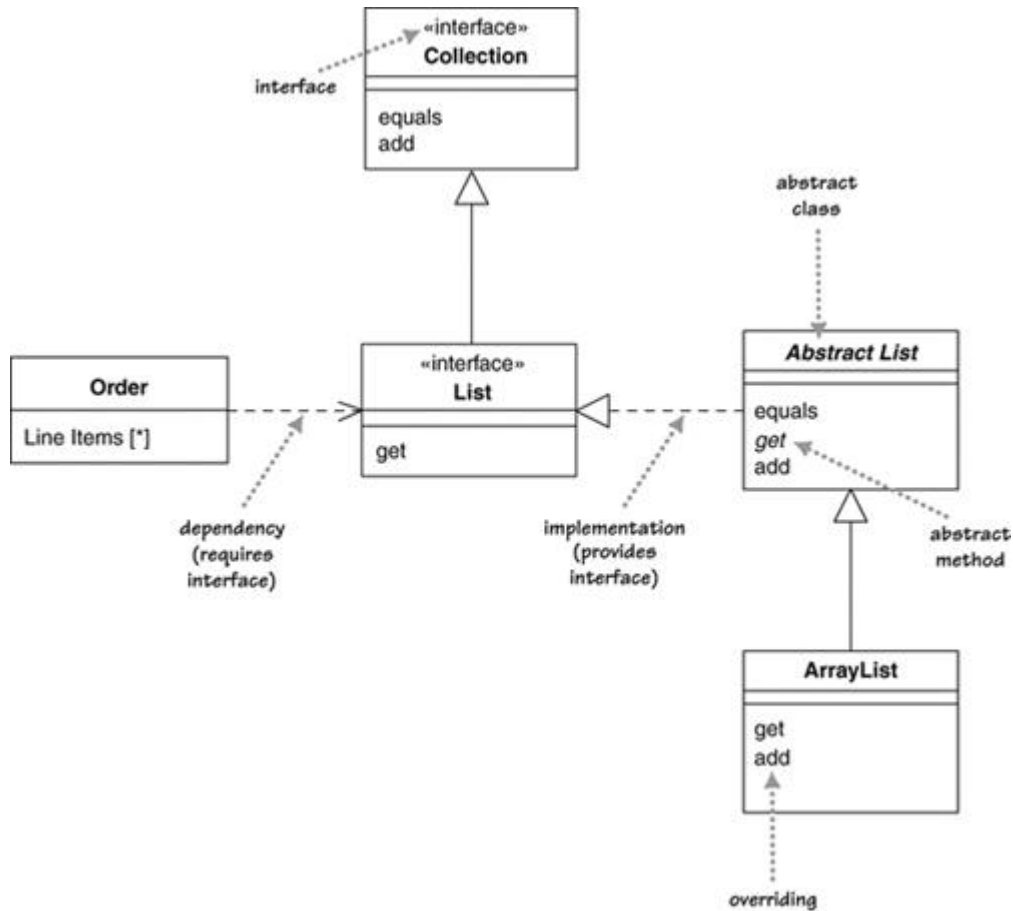 «interface»
Collection
interface
equals
add
abstract
class
«interface»
List
get
Abstract List
equals
get
add
Order
Line Items [*]
dependency
(requires
interface)
implementation
(provides
interface)
abstract
method
ArrayList
get
add
overriding